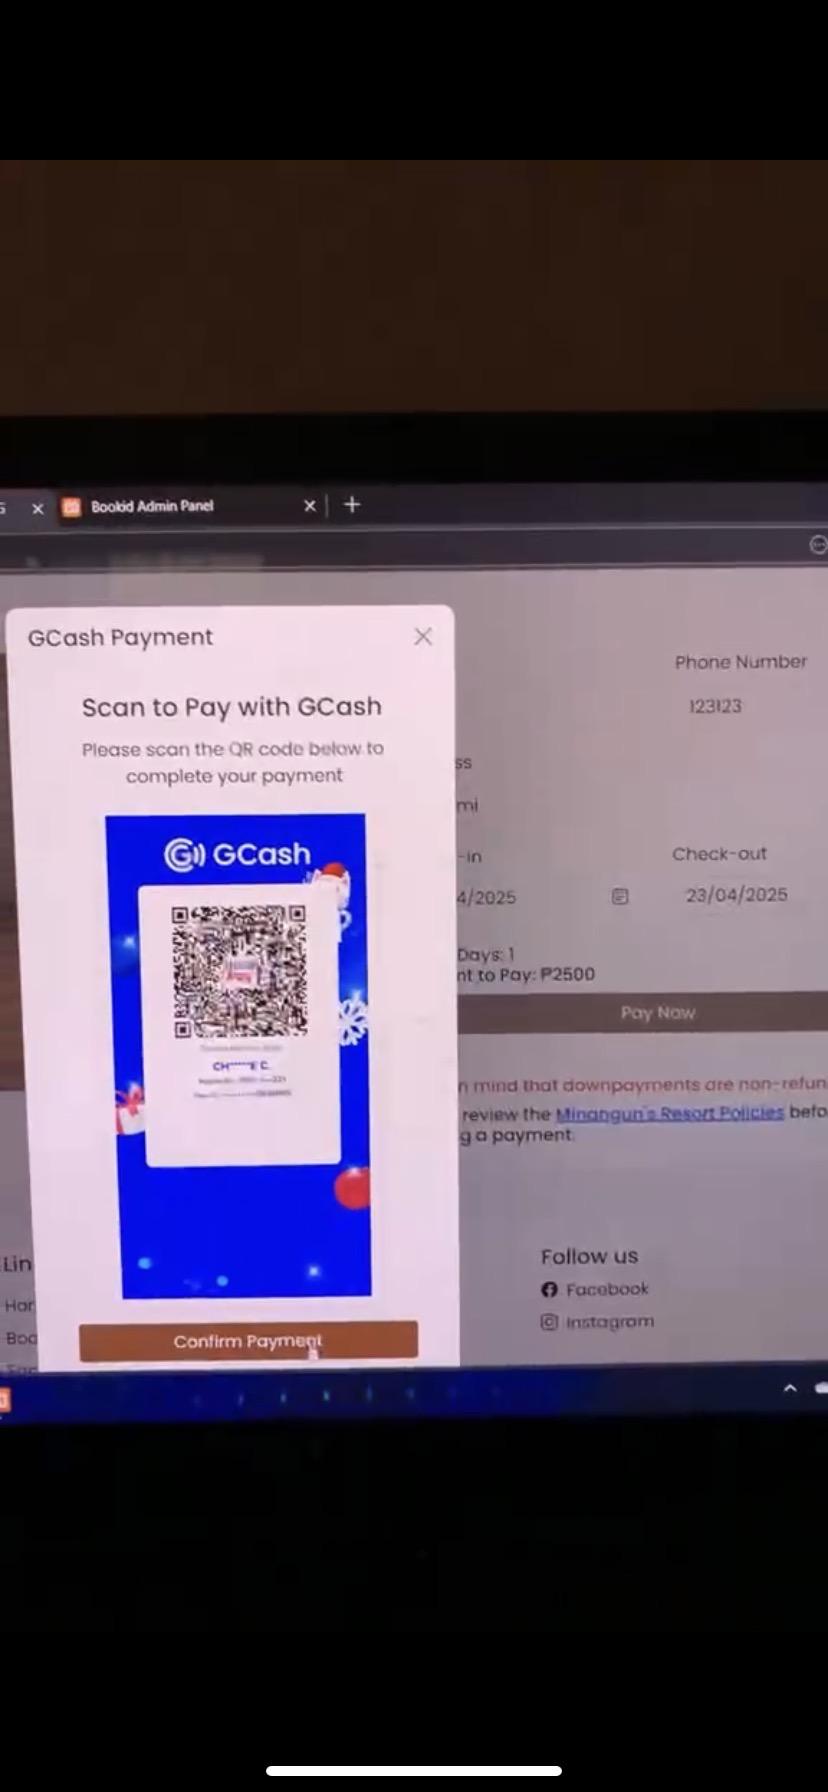 Bookid Admin Panel
GCash Payment
Scan to Pay with GCash
Please scan the QR code below to
complete your payment
GCash
CH******E C.
Confirm Payment
Phone Number
123123
ss
mi
-in
Check-out
4/2025
23/04/2025
Days: 1
nt to Pay: ₱2500
Pay Now
n mind that downpayments are non-refun
review the Minangun's Resort Policies befo
g a payment.
Lin
Boo
Follow us
Facebook
Instagram